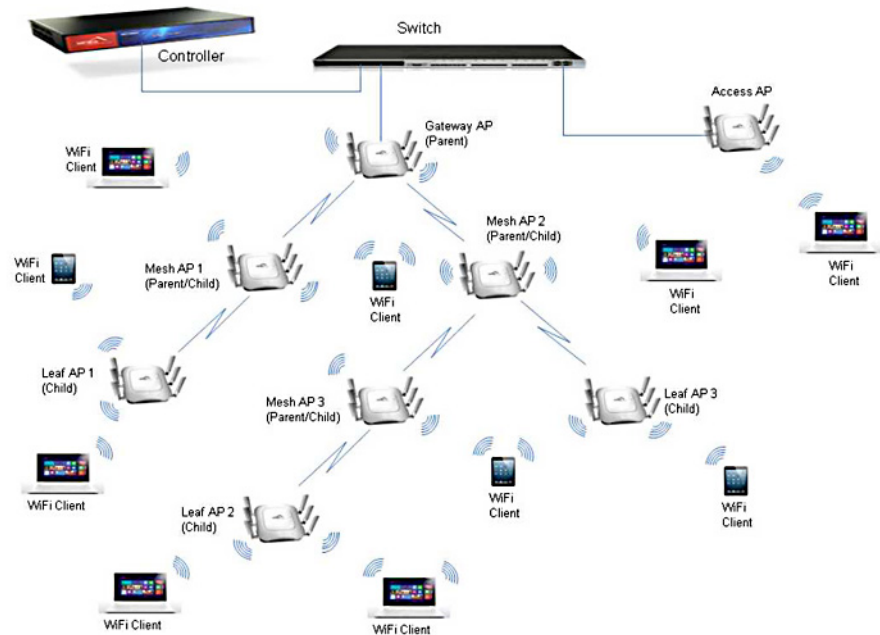 Switch
Controller
Access AP
Gateway AP
(Parent)
WiFi
Client
Mesh AP 2
(Parent/Child)
WiFi
Client
Mesh AP 1
(Parent/Child)
WiFi
Client
WiFi
Client
WiFi
Client
Leaf AP 1
(Child)
Mesh AP 3
(Parent/Child)
Leaf AP 3
(Child)
WiFi Client
WiFi
Client
WiFi
Client
Leaf AP 2
(Child)
WiFi Client
WiFi Client